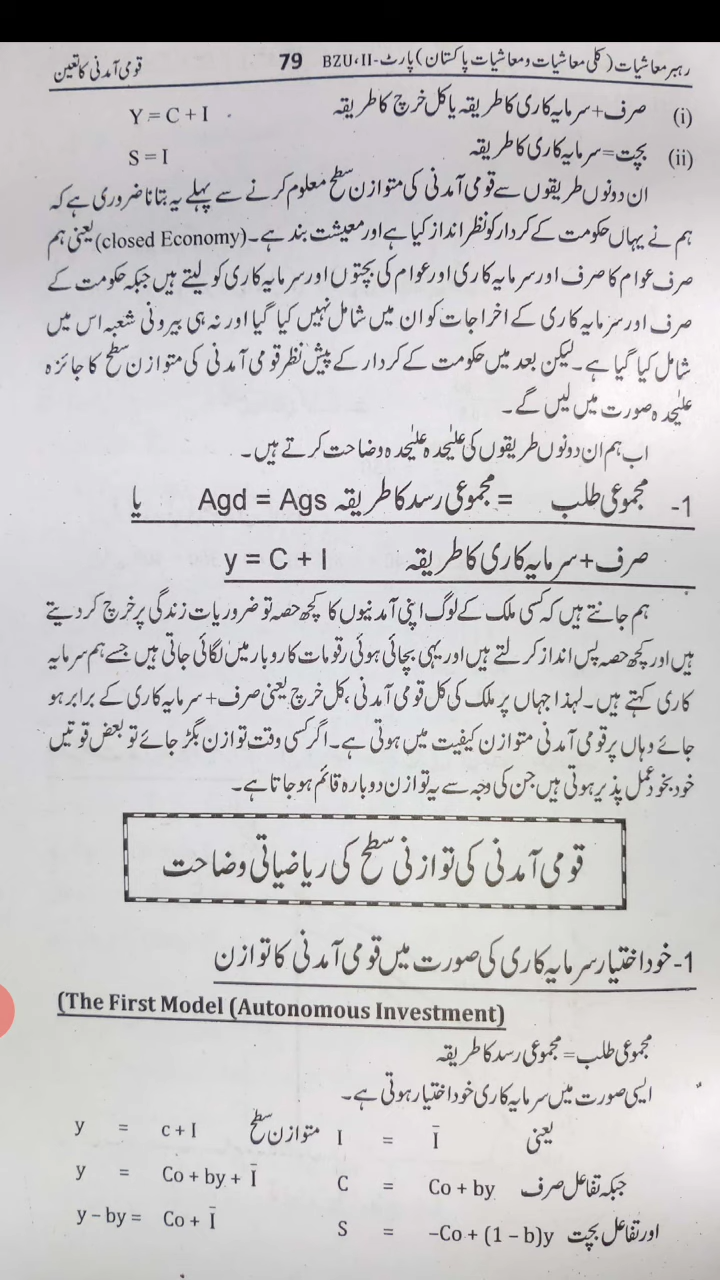 رہبر معاشیات (کلی معاشیات و معاشیات پاکستان) پارٹ-II، BZU 79 قومی آمدنی کا تعین
(i) صرف + سرمایہ کاری کا طریقہ یا کل خرچ کا طریقہ Y = C + I
(ii) بچت = سرمایہ کاری کا طریقہ S = I
ان دونوں طریقوں سے قومی آمدنی کی متوازن سطح معلوم کرنے سے پہلے یہ بتانا ضروری ہے کہ
ہم نے یہاں حکومت کے کردار کو نظر انداز کیا ہے اور معیشت بند ہے۔(closed Economy) یعنی ہم
صرف عوام کا صرف اور سرمایہ کاری اور عوام کی بچتوں اور سرمایہ کاری کو لیتے ہیں جبکہ حکومت کے
صرف اور سرمایہ کاری کے اخراجات کو ان میں شامل نہیں کیا گیا اور نہ ہی بیرونی شعبہ اس میں
شامل کیا گیا ہے۔ لیکن بعد میں حکومت کے کردار کے پیش نظر قومی آمدنی کی متوازن سطح کا جائزہ
علیٰحدہ صورت میں لیں گے۔
اب ہم ان دونوں طریقوں کی علیٰحدہ علیٰحدہ وضاحت کرتے ہیں۔
1- مجموعی طلب = مجموعی رسد کا طریقہ Agd = Ags یا
صرف + سرمایہ کاری کا طریقہ y = C + I
ہم جانتے ہیں کہ کسی ملک کے لوگ اپنی آمدنیوں کا کچھ حصہ تو ضروریات زندگی پر خرچ کر دیتے
ہیں اور کچھ حصہ پس انداز کر لتے ہیں اور یہی بچائی ہوئی رقومات کاروبار میں لگائی جاتی ہیں جسے ہم سرمایہ
کاری کہتے ہیں۔ لہذا جہاں پر ملک کی کل قومی آمدنی، کل خرچ یعنی صرف + سرمایہ کاری کے برابر ہو
جائے وہاں پر قومی آمدنی متوازن کیفیت میں ہوتی ہے۔ اگر کسی وقت توازن بگڑ جائے تو بعض قوتیں
خود بخود عمل پذیر ہوتی ہیں جن کی وجہ سے یہ توازن دوبارہ قائم ہو جاتا ہے۔
قومی آمدنی کی توازنی سطح کی ریاضیاتی وضاحت
1- خود اختیار سرمایہ کاری کی صورت میں قومی آمدنی کا توازن
(The First Model (Autonomous Investment)
مجموعی طلب = مجموعی رسد کا طریقہ
ایسی صورت میں سرمایہ کاری خود اختیار ہوتی ہے۔
یعنی I = Ī متوازن سطح y = c + I
جبکہ تفاعل صرف C = Co + by y = Co + by + Ī
اور تفاعل بچت S = -Co + (1 – b)y y – by = Co + Ī